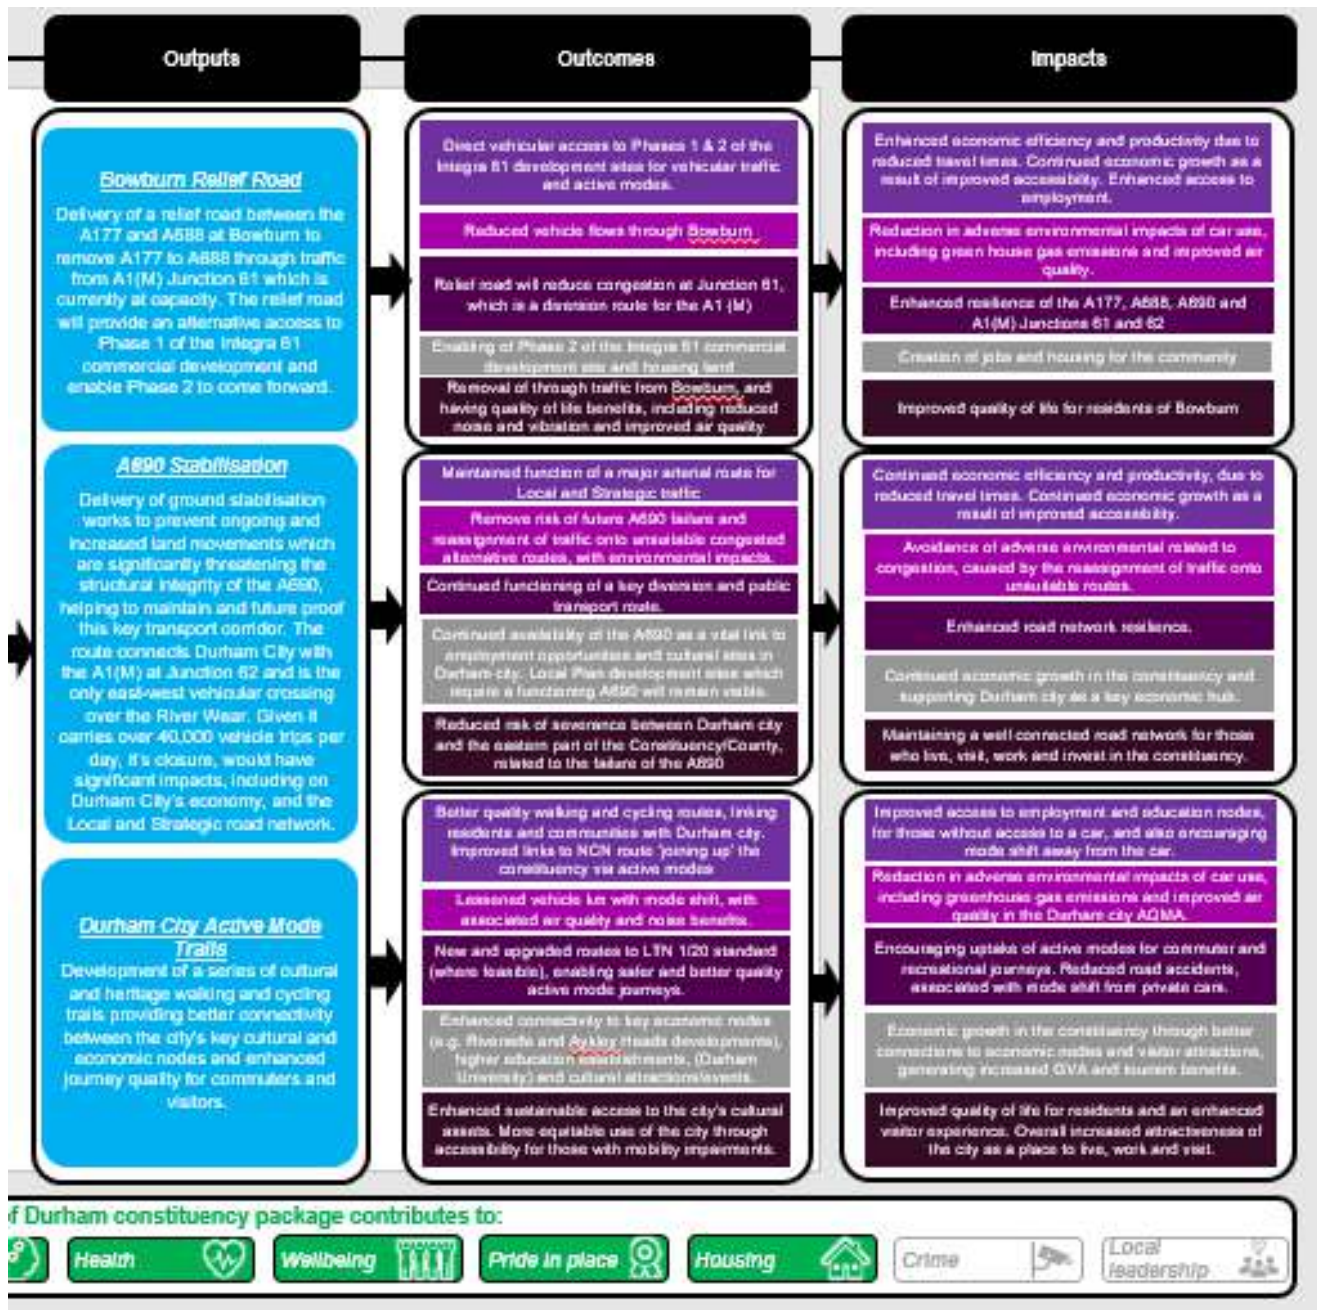 Outputs
Outcomes
Impacts
Bowburn Relief Road
Delivery of a relief road between the
A177 and A688 at Bowburn to
remove A177 to A688 through traffic
from A1(M) Junction 61 which is
currently at capacity. The relief road
will provide an alternative access to
Phase 1 of the Integra 61
commercial development and
enable Phase 2 to come forward.
A690 Stabilisation
Delivery of ground stabilisation
works to prevent ongoing and
increased land movements which
are significantly threatening the
structural integrity of the A690,
helping to maintain and future proof
this key transport corridor. The
route connects Durham City with
the A1(M) at Junction 62 and is the
only east-west vehicular crossing
over the River Wear. Given it
carries over 40,000 vehicle trips per
day, it's closure, would have
significant impacts, including on
Durham City's economy, and the
Local and Strategic road network.
Durham City Active Mode
Trails
Development of a series of cultural
and heritage walking and cycling
trails providing better connectivity
between the city's key cultural and
economic nodes and enhanced
journey quality for commuters and
visitors.
Direct vehicular access to Phases 1 & 2 of the
Integra 61 development sites for vehicular traffic
and active modes.
Reduced vehicle flows through Bowburn
Relief road will reduce congestion at Junction 61,
which is a diversion route for the A1 (M)
Enabling of Phase 2 of the Integra 61 commercial
development site and housing land
Removal of through traffic from Bowburn, and
having quality of life benefits, including reduced
noise and vibration and improved air quality
Maintained function of a major arterial route for
Local and Strategic traffic
Remove risk of future A690 failure and
reassignment of traffic onto unsuitable congested
alternative routes, with environmental impacts.
Continued functioning of a key diversion and public
transport route.
Continued availability of the A690 as a vital link to
employment opportunities and cultural sites in
Durham city. Local Plan development sites which
require a functioning A690 will remain viable.
Reduced risk of severance between Durham city
and the eastern part of the Constituency/County,
related to the failure of the A690
Better quality walking and cycling routes, linking
residents and communities with Durham city.
Improved links to NCN route 'joining up' the
constituency via active modes
Lessened vehicle km with mode shift, with
associated air quality and noise benefits.
New and upgraded routes to LTN 1/20 standard
(where feasible), enabling safer and better quality
active mode journeys.
Enhanced connectivity to key economic nodes
(e.g. Riverside and Aykley Heads developments),
higher education establishments, (Durham
University) and cultural attractions/events.
Enhanced sustainable access to the city's cultural
assets. More equitable use of the city through
accessibility for those with mobility impairments.
Enhanced economic efficiency and productivity due to
reduced travel times. Continued economic growth as a
result of improved accessibility. Enhanced access to
employment.
Reduction in adverse environmental impacts of car use,
including green house gas emissions and improved air
quality.
Enhanced resilience of the A177, A688, A690 and
A1(M) Junctions 61 and 62
Creation of jobs and housing for the community
Improved quality of life for residents of Bowburn
Continued economic efficiency and productivity, due to
reduced travel times. Continued economic growth as a
result of improved accessibility.
Avoidance of adverse environmental related to
congestion, caused by the reassignment of traffic onto
unsuitable routes.
Enhanced road network resilience.
Continued economic growth in the constituency and
supporting Durham city as a key economic hub.
Maintaining a well connected road network for those
who live, visit, work and invest in the constituency.
Improved access to employment and education nodes,
for those without access to a car, and also encouraging
mode shift away from the car.
Reduction in adverse environmental impacts of car use,
including greenhouse gas emissions and improved air
quality in the Durham city AQMA.
Encouraging uptake of active modes for commuter and
recreational journeys. Reduced road accidents,
associated with mode shift from private cars.
Economic growth in the constituency through better
connections to economic nodes and visitor attractions,
generating increased GVA and tourism benefits.
Improved quality of life for residents and an enhanced
visitor experience. Overall increased attractiveness of
the city as a place to live, work and visit.
of Durham constituency package contributes to:
Health
Wellbeing
Pride in place
Housing
Crime
Local
leadership